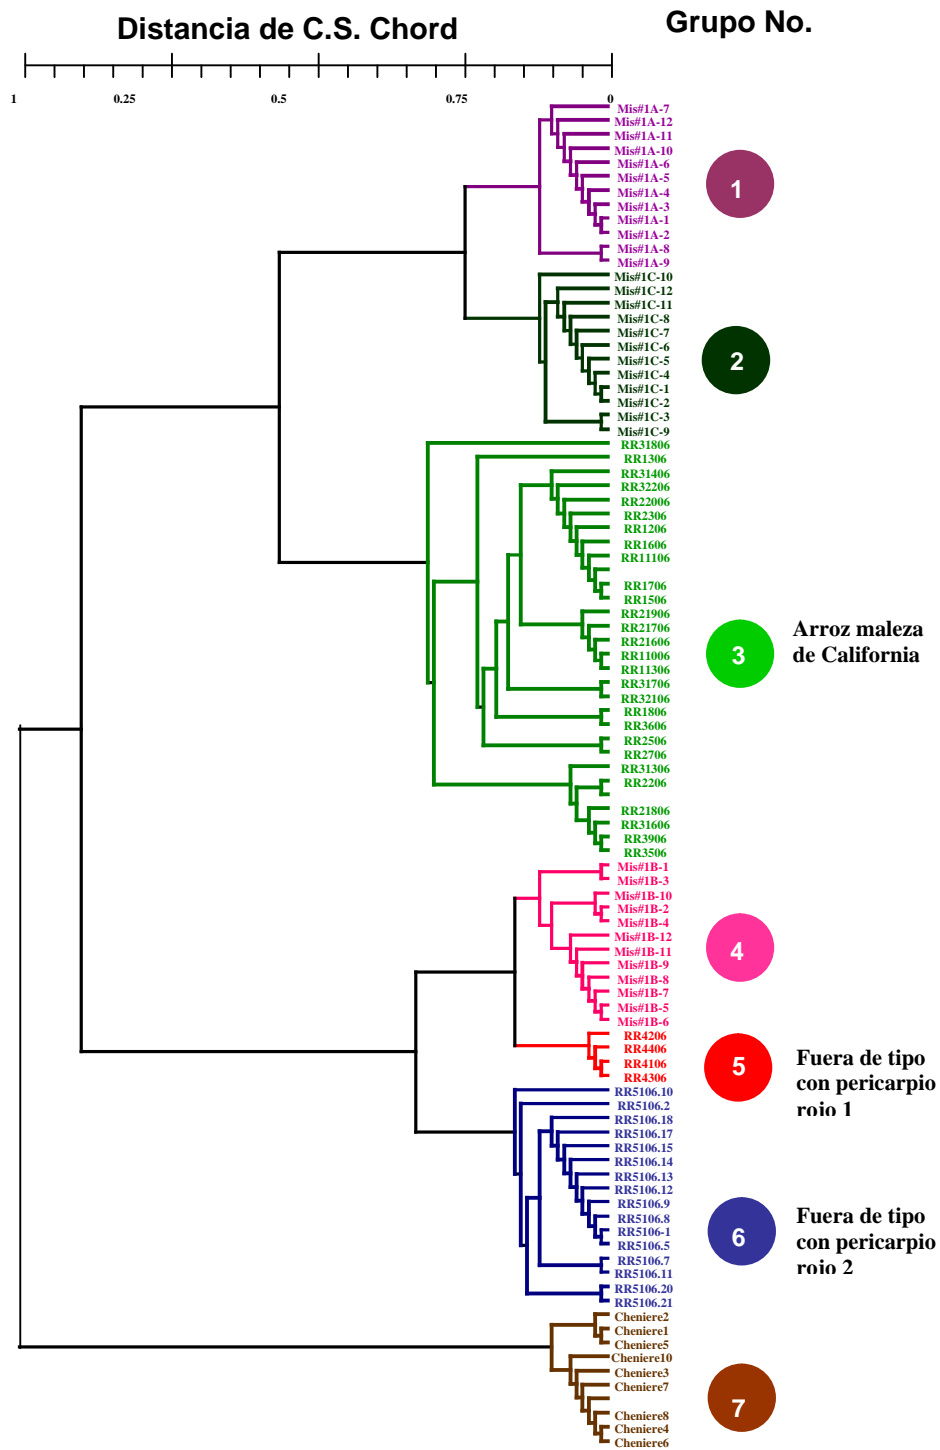 Distancia de C.S. Chord
Grupo No.
1 0.25 0.5 0.75 0
Mis#1A-7
Mis#1A-12
Mis#1A-11
Mis#1A-10
Mis#1A-6
Mis#1A-5
Mis#1A-4
Mis#1A-3
Mis#1A-1
Mis#1A-2
Mis#1A-8
Mis#1A-9
1
Mis#1C-10
Mis#1C-12
Mis#1C-11
Mis#1C-8
Mis#1C-7
Mis#1C-6
Mis#1C-5
Mis#1C-4
Mis#1C-1
Mis#1C-2
Mis#1C-3
Mis#1C-9
2
RR31806
RR1306
RR31406
RR32206
RR22006
RR2306
RR1206
RR1606
RR11106
RR1706
RR1506
RR21906
RR21706
RR21606
RR11006
RR11306
RR31706
RR32106
RR1806
RR3606
RR2506
RR2706
RR31306
RR2206
RR21806
RR31606
RR3906
RR3506
3
Arroz maleza
de California
Mis#1B-1
Mis#1B-3
Mis#1B-10
Mis#1B-2
Mis#1B-4
Mis#1B-12
Mis#1B-11
Mis#1B-9
Mis#1B-8
Mis#1B-7
Mis#1B-5
Mis#1B-6
4
RR4206
RR4406
RR4106
RR4306
5
Fuera de tipo
con pericarpio
rojo 1
RR5106.10
RR5106.2
RR5106.18
RR5106.17
RR5106.15
RR5106.14
RR5106.13
RR5106.12
RR5106.9
RR5106.8
RR5106-1
RR5106.5
RR5106.7
RR5106.11
RR5106.20
RR5106.21
6
Fuera de tipo
con pericarpio
rojo 2
Cheniere2
Cheniere1
Cheniere5
Cheniere10
Cheniere3
Cheniere7
Cheniere8
Cheniere4
Cheniere6
7